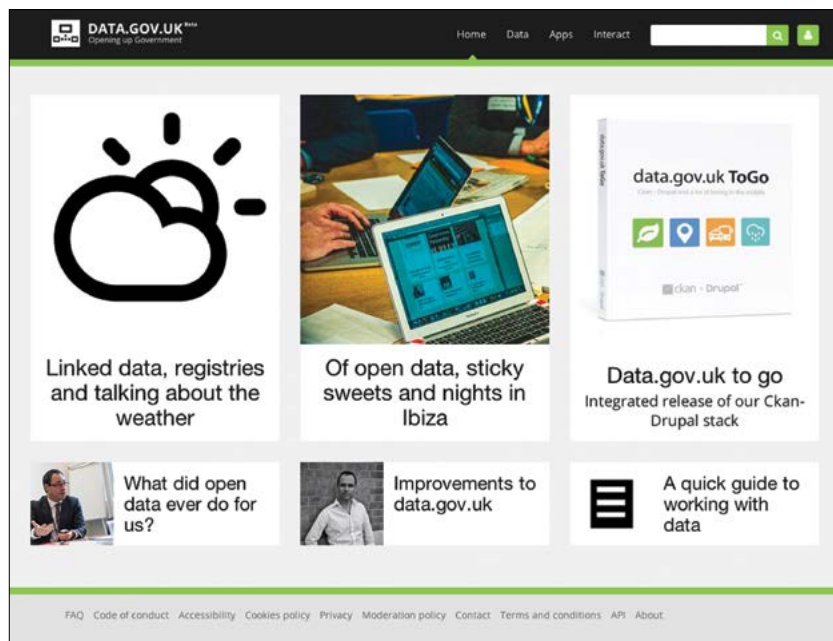 DATA.GOV.UK Beta
Opening up Government
Home Data Apps Interact
data.gov.uk ToGo
data.gov.uk ToGo
ckan + Drupal
Linked data, registries
and talking about the
weather
Of open data, sticky
sweets and nights in
Ibiza
Data.gov.uk to go
Integrated release of our Ckan-
Drupal stack
What did open
data ever do for
us?
Improvements to
data.gov.uk
A quick guide to
working with
data
FAQ Code of conduct Accessibility Cookies policy Privacy Moderation policy Contact Terms and conditions API About